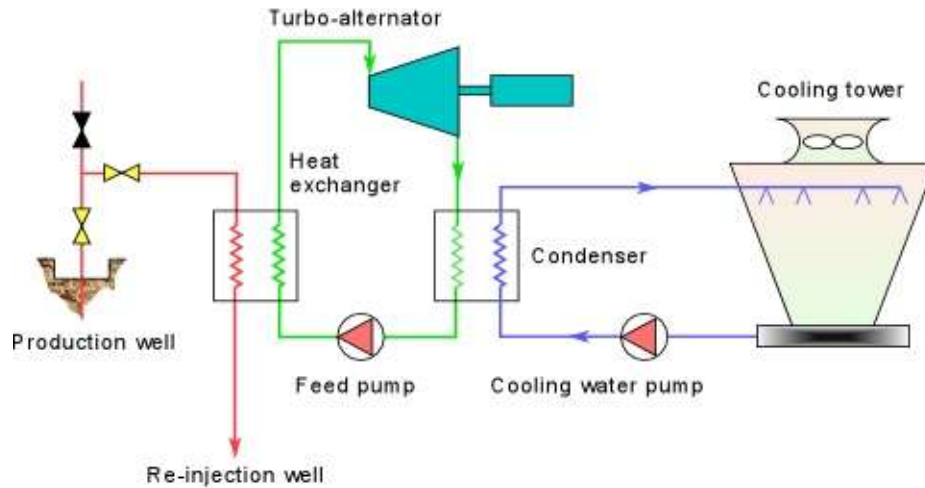 Turbo-alternator
Cooling tower
Heat
exchanger
Condenser
Production well
Feed pump
Cooling water pump
Re-injection well